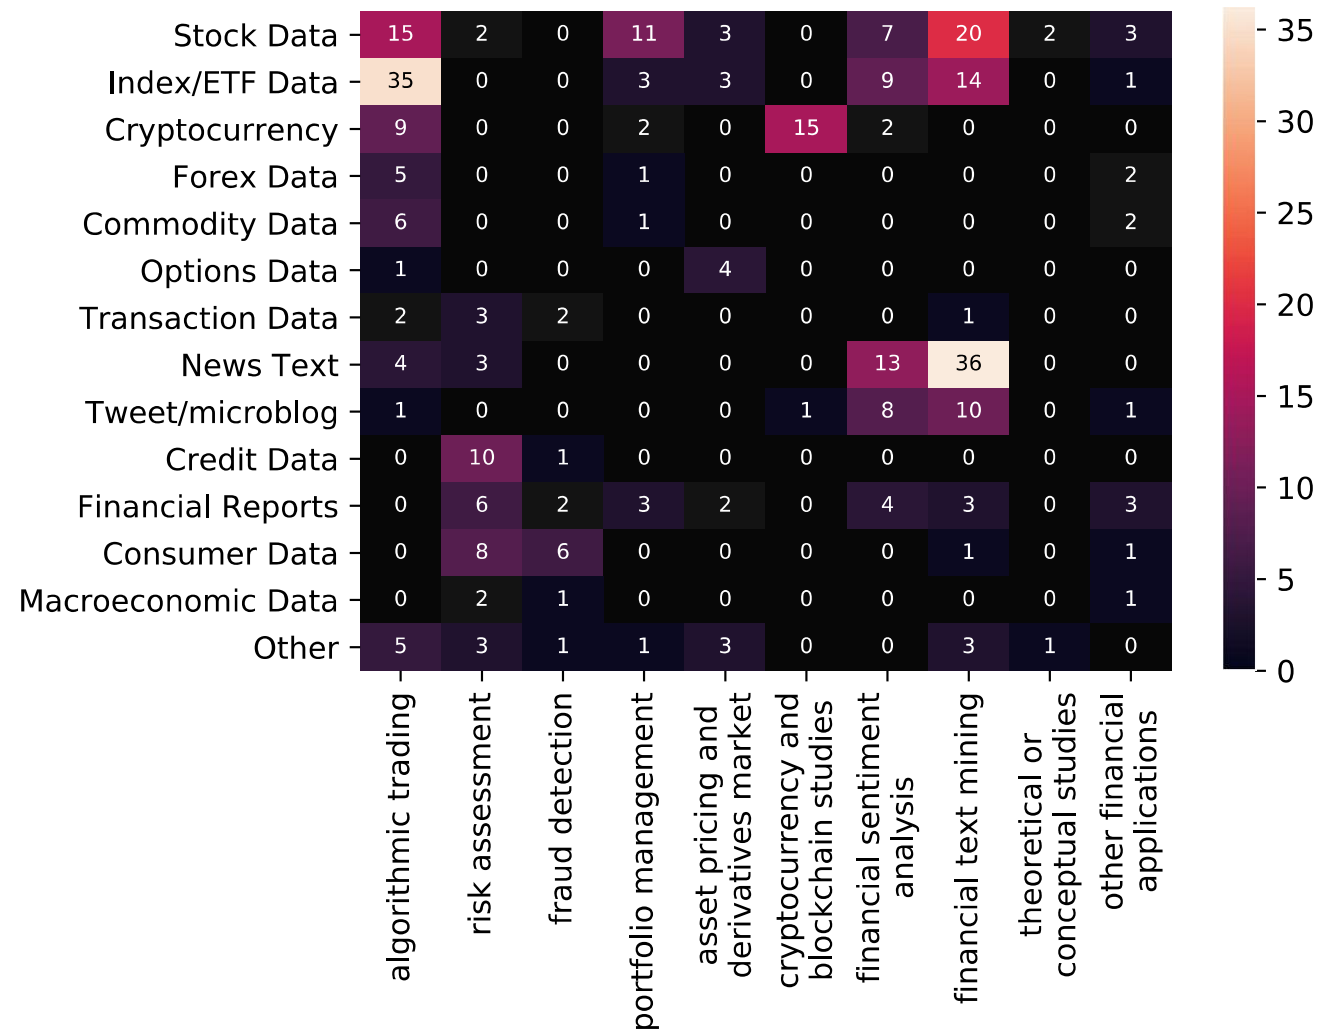 Stock Data 15 2 0 11 3 0 7 20 2 3
Index/ETF Data 35 0 0 3 3 0 9 14 0 1
Cryptocurrency 9 0 0 2 0 15 2 0 0 0
Forex Data 5 0 0 1 0 0 0 0 0 2
Commodity Data 6 0 0 1 0 0 0 0 0 2
Options Data 1 0 0 0 4 0 0 0 0 0
Transaction Data 2 3 2 0 0 0 0 1 0 0
News Text 4 3 0 0 0 0 13 36 0 0
Tweet/microblog 1 0 0 0 0 1 8 10 0 1
Credit Data 0 10 1 0 0 0 0 0 0 0
Financial Reports 0 6 2 3 2 0 4 3 0 3
Consumer Data 0 8 6 0 0 0 0 1 0 1
Macroeconomic Data 0 2 1 0 0 0 0 0 0 1
Other 5 3 1 1 3 0 0 3 1 0
algorithmic trading
risk assessment
fraud detection
portfolio management
asset pricing and
derivatives market
cryptocurrency and
blockchain studies
financial sentiment
analysis
financial text mining
theoretical or
conceptual studies
other financial
applications
35
30
25
20
15
10
5
0